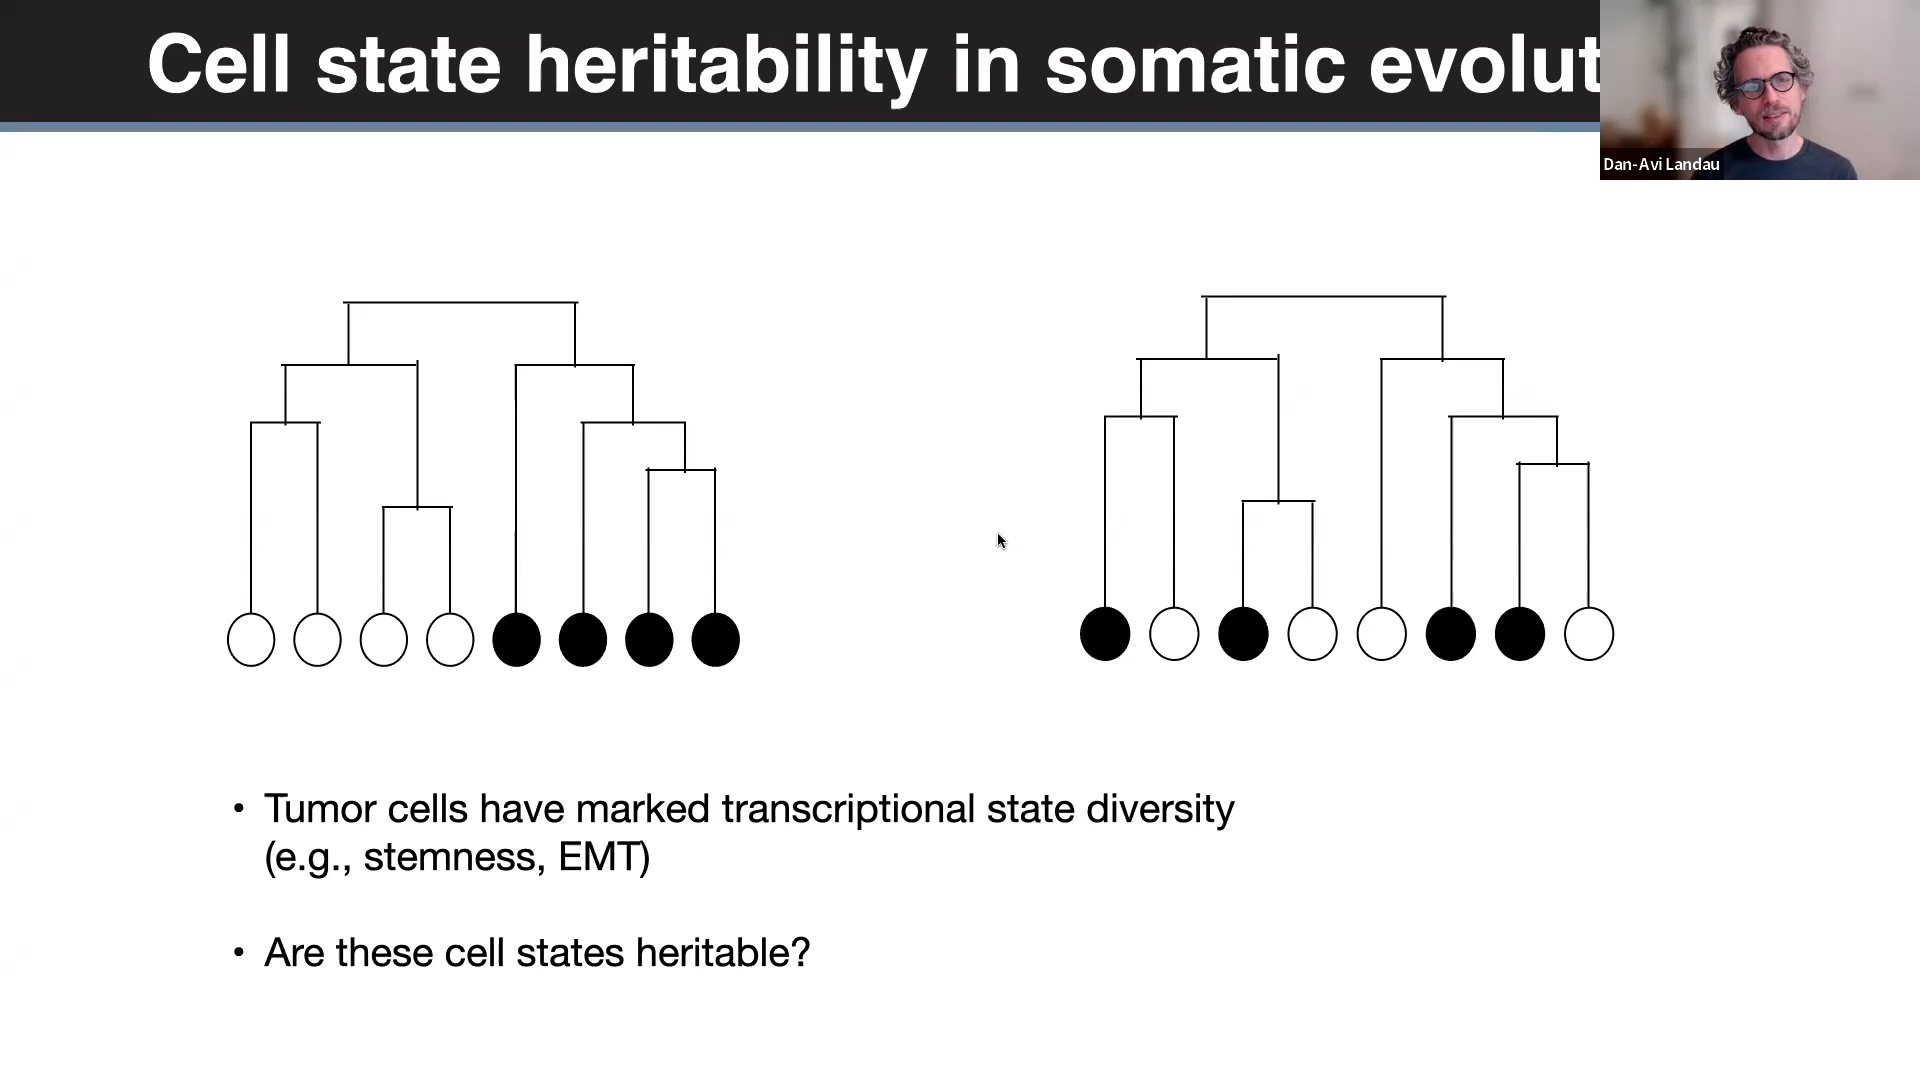 Cell state heritability in somatic evolut
Dan-Avi Landau
• Tumor cells have marked transcriptional state diversity
(e.g., stemness, EMT)
• Are these cell states heritable?